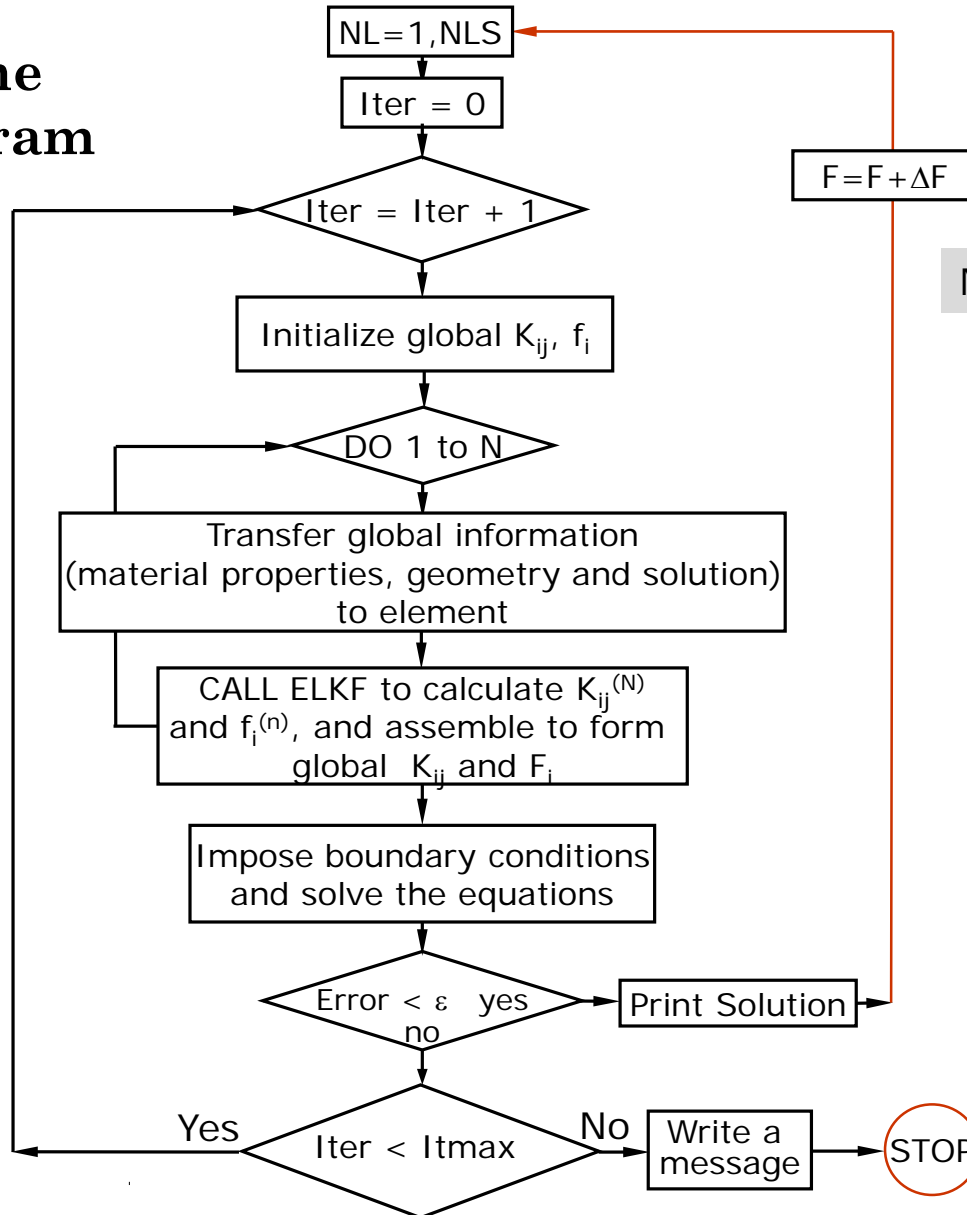 NL=1,NLS
Iter = 0
F=F+ΔF
Iter = Iter + 1
Initialize global Kij, fi
DO 1 to N
Transfer global information
(material properties, geometry and solution)
to element
CALL ELKF to calculate Kij(N)
and fi(n), and assemble to form
global Kij and Fi
Impose boundary conditions
and solve the equations
Error < ε yes
no
Print Solution
Yes
Iter < Itmax
No
Write a
message
STOP